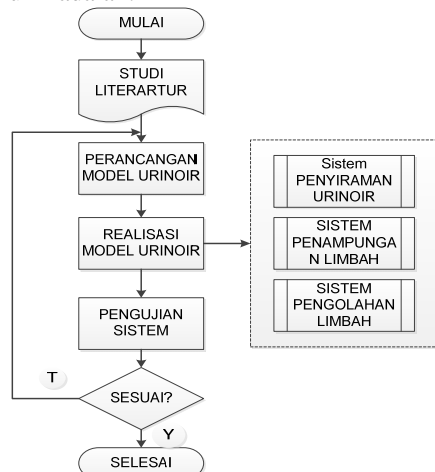 MULAI
STUDI
LITERARTUR
PERANCANGAN
MODEL URINOIR
REALISASI
MODEL URINOIR
PENGUJIAN
SISTEM
SESUAI?
T
Y
SELESAI
Sistem
PENYIRAMAN
URINOIR
SISTEM
PENAMPUNGA
N LIMBAH
SISTEM
PENGOLAHAN
LIMBAH